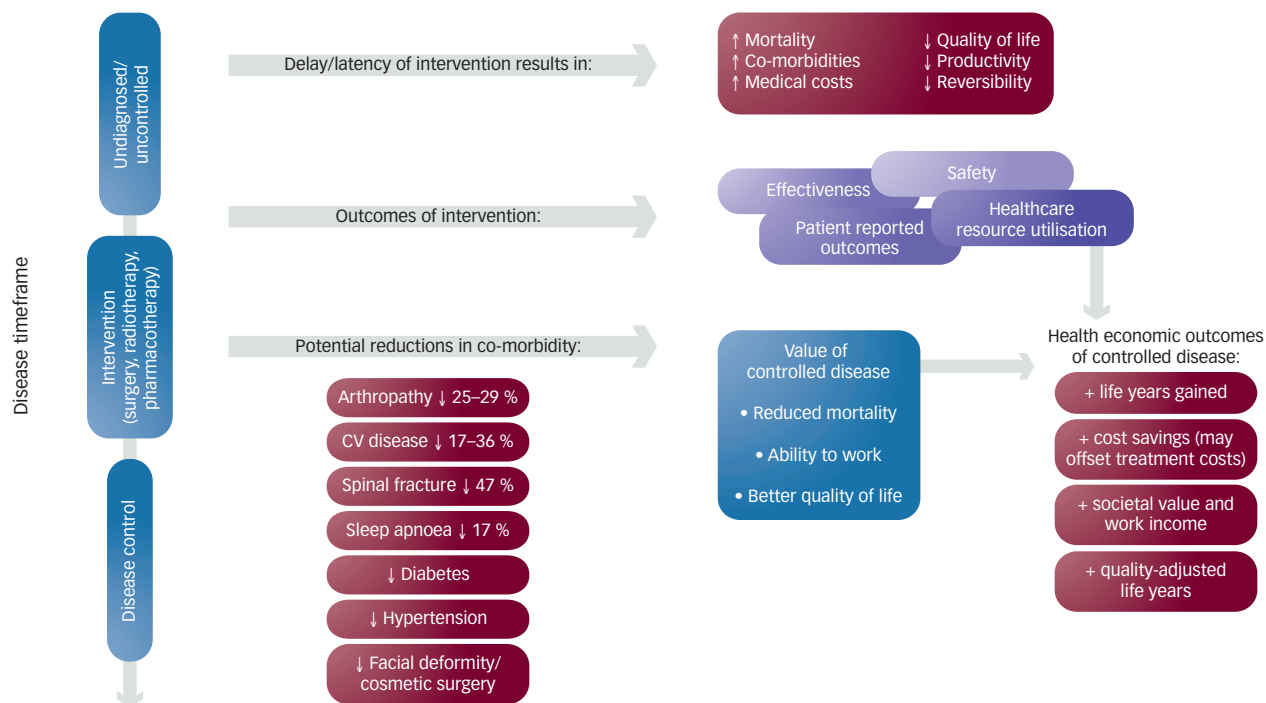 Disease timeframe
Undiagnosed/
uncontrolled
Intervention
(surgery, radiotherapy,
pharmacotherapy)
Disease control
Delay/latency of intervention results in:
↑ Mortality
↑ Co-morbidities
↑ Medical costs
↓ Quality of life
↓ Productivity
↓ Reversibility
Outcomes of intervention:
Effectiveness
Safety
Patient reported
outcomes
Healthcare
resource utilisation
Potential reductions in co-morbidity:
Arthropathy ↓ 25–29 %
CV disease ↓ 17–36 %
Spinal fracture ↓ 47 %
Sleep apnoea ↓ 17 %
↓ Diabetes
↓ Hypertension
↓ Facial deformity/
cosmetic surgery
Value of
controlled disease
• Reduced mortality
• Ability to work
• Better quality of life
Health economic outcomes
of controlled disease:
+ life years gained
+ cost savings (may
offset treatment costs)
+ societal value and
work income
+ quality-adjusted
life years